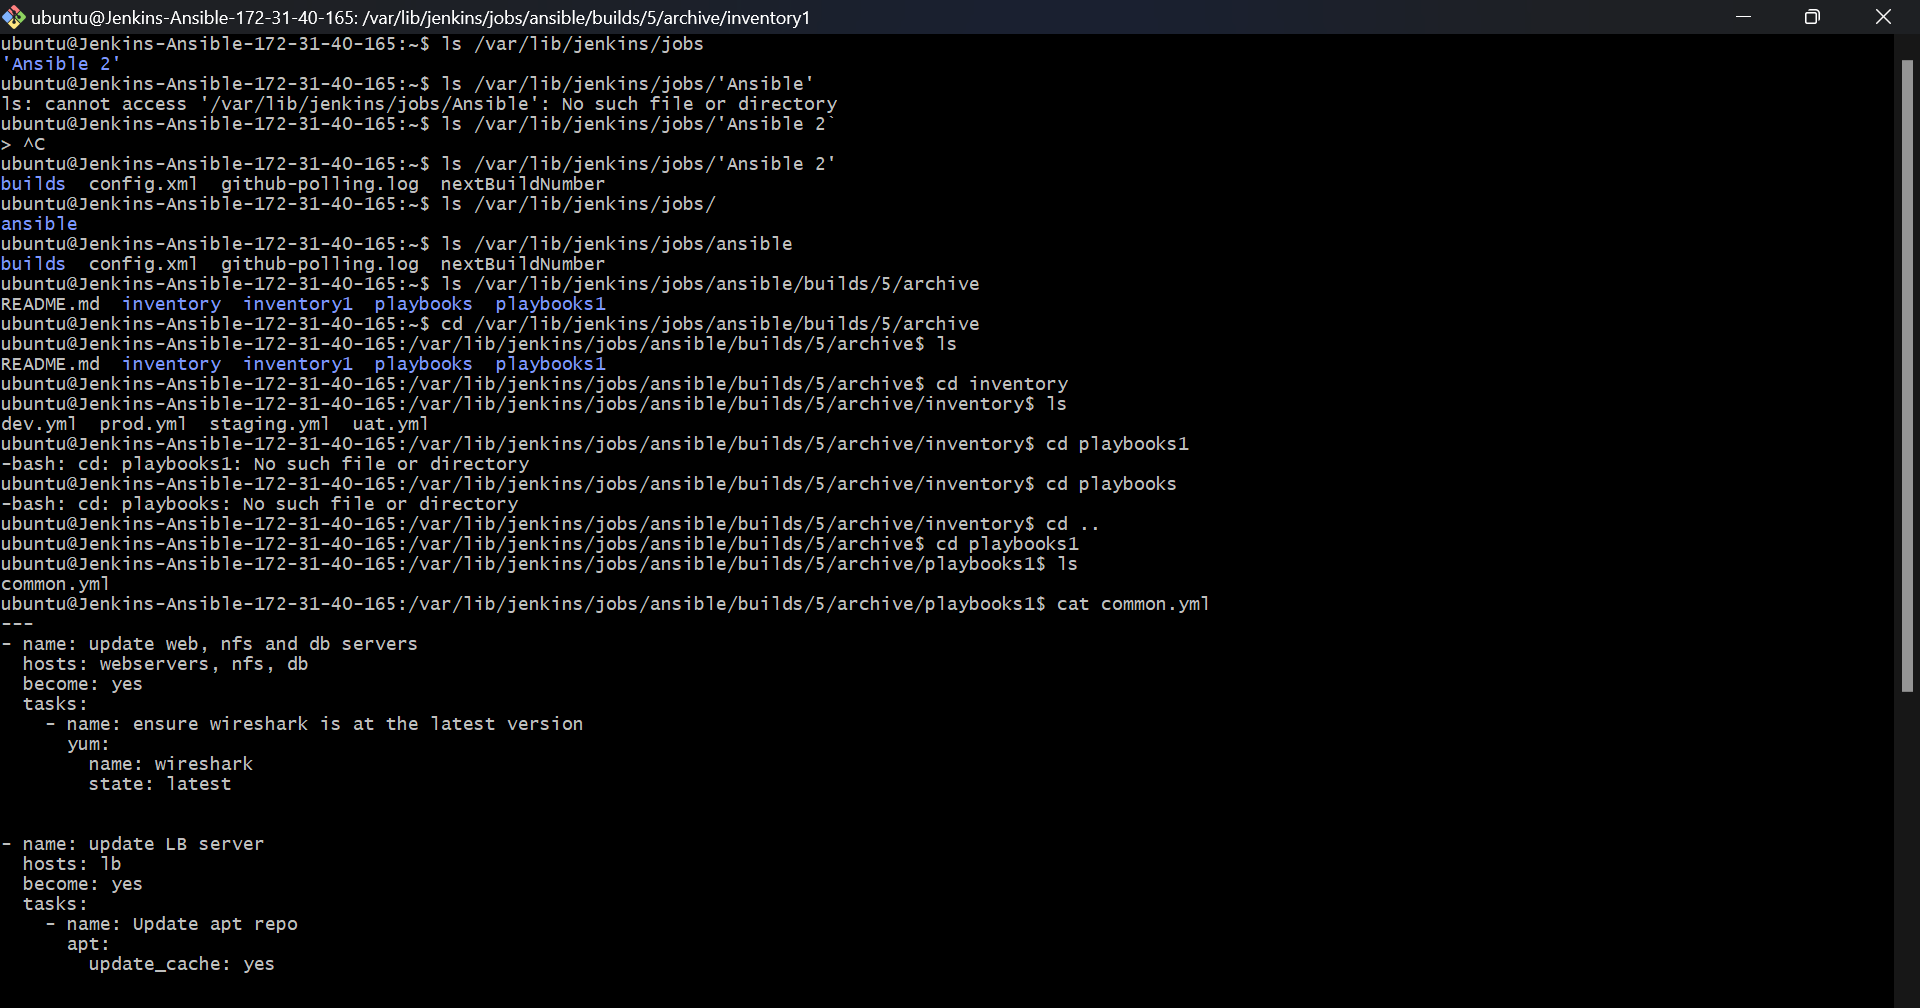 ubuntu@Jenkins-Ansible-172-31-40-165: /var/lib/jenkins/jobs/ansible/builds/5/archive/inventory1
ubuntu@Jenkins-Ansible-172-31-40-165:~$ ls /var/lib/jenkins/jobs
'Ansible 2'
ubuntu@Jenkins-Ansible-172-31-40-165:~$ ls /var/lib/jenkins/jobs/'Ansible'
ls: cannot access '/var/lib/jenkins/jobs/Ansible': No such file or directory
ubuntu@Jenkins-Ansible-172-31-40-165:~$ ls /var/lib/jenkins/jobs/'Ansible 2`
> ^C
ubuntu@Jenkins-Ansible-172-31-40-165:~$ ls /var/lib/jenkins/jobs/'Ansible 2'
builds  config.xml  github-polling.log  nextBuildNumber
ubuntu@Jenkins-Ansible-172-31-40-165:~$ ls /var/lib/jenkins/jobs/
ansible
ubuntu@Jenkins-Ansible-172-31-40-165:~$ ls /var/lib/jenkins/jobs/ansible
builds  config.xml  github-polling.log  nextBuildNumber
ubuntu@Jenkins-Ansible-172-31-40-165:~$ ls /var/lib/jenkins/jobs/ansible/builds/5/archive
README.md  inventory  inventory1  playbooks  playbooks1
ubuntu@Jenkins-Ansible-172-31-40-165:~$ cd /var/lib/jenkins/jobs/ansible/builds/5/archive
ubuntu@Jenkins-Ansible-172-31-40-165:/var/lib/jenkins/jobs/ansible/builds/5/archive$ ls
README.md  inventory  inventory1  playbooks  playbooks1
ubuntu@Jenkins-Ansible-172-31-40-165:/var/lib/jenkins/jobs/ansible/builds/5/archive$ cd inventory
ubuntu@Jenkins-Ansible-172-31-40-165:/var/lib/jenkins/jobs/ansible/builds/5/archive/inventory$ ls
dev.yml  prod.yml  staging.yml  uat.yml
ubuntu@Jenkins-Ansible-172-31-40-165:/var/lib/jenkins/jobs/ansible/builds/5/archive/inventory$ cd playbooks1
-bash: cd: playbooks1: No such file or directory
ubuntu@Jenkins-Ansible-172-31-40-165:/var/lib/jenkins/jobs/ansible/builds/5/archive/inventory$ cd playbooks
-bash: cd: playbooks: No such file or directory
ubuntu@Jenkins-Ansible-172-31-40-165:/var/lib/jenkins/jobs/ansible/builds/5/archive/inventory$ cd ..
ubuntu@Jenkins-Ansible-172-31-40-165:/var/lib/jenkins/jobs/ansible/builds/5/archive$ cd playbooks1
ubuntu@Jenkins-Ansible-172-31-40-165:/var/lib/jenkins/jobs/ansible/builds/5/archive/playbooks1$ ls
common.yml
ubuntu@Jenkins-Ansible-172-31-40-165:/var/lib/jenkins/jobs/ansible/builds/5/archive/playbooks1$ cat common.yml
---
- name: update web, nfs and db servers
  hosts: webservers, nfs, db
  become: yes
  tasks:
    - name: ensure wireshark is at the latest version
      yum:
        name: wireshark
        state: latest
- name: update LB server
  hosts: lb
  become: yes
  tasks:
    - name: Update apt repo
      apt:
        update_cache: yes